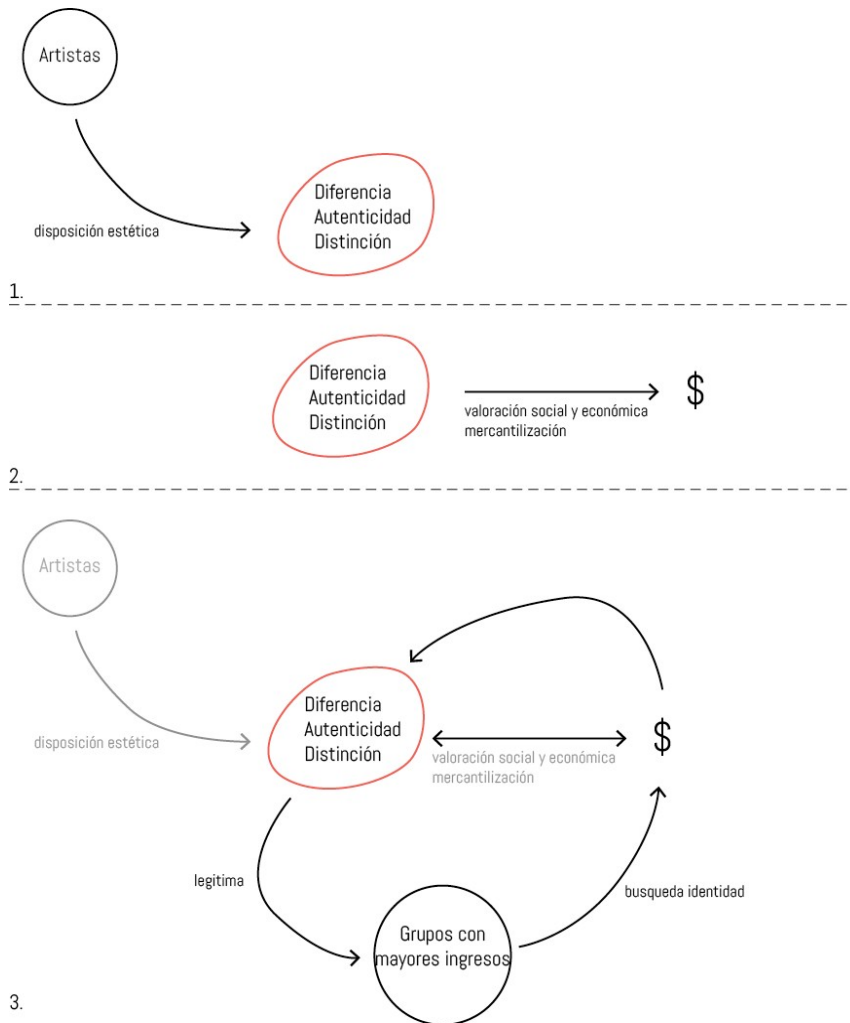 Artistas
Diferencia
Autenticidad
Distinción
disposición estética
1.
Diferencia
Autenticidad
Distinción
$
valoración social y económica
mercantilización
2.
Artistas
Diferencia
Autenticidad
Distinción
$
disposición estética
valoración social y económica
mercantilización
legitima
busqueda identidad
Grupos con
mayores ingresos
3.